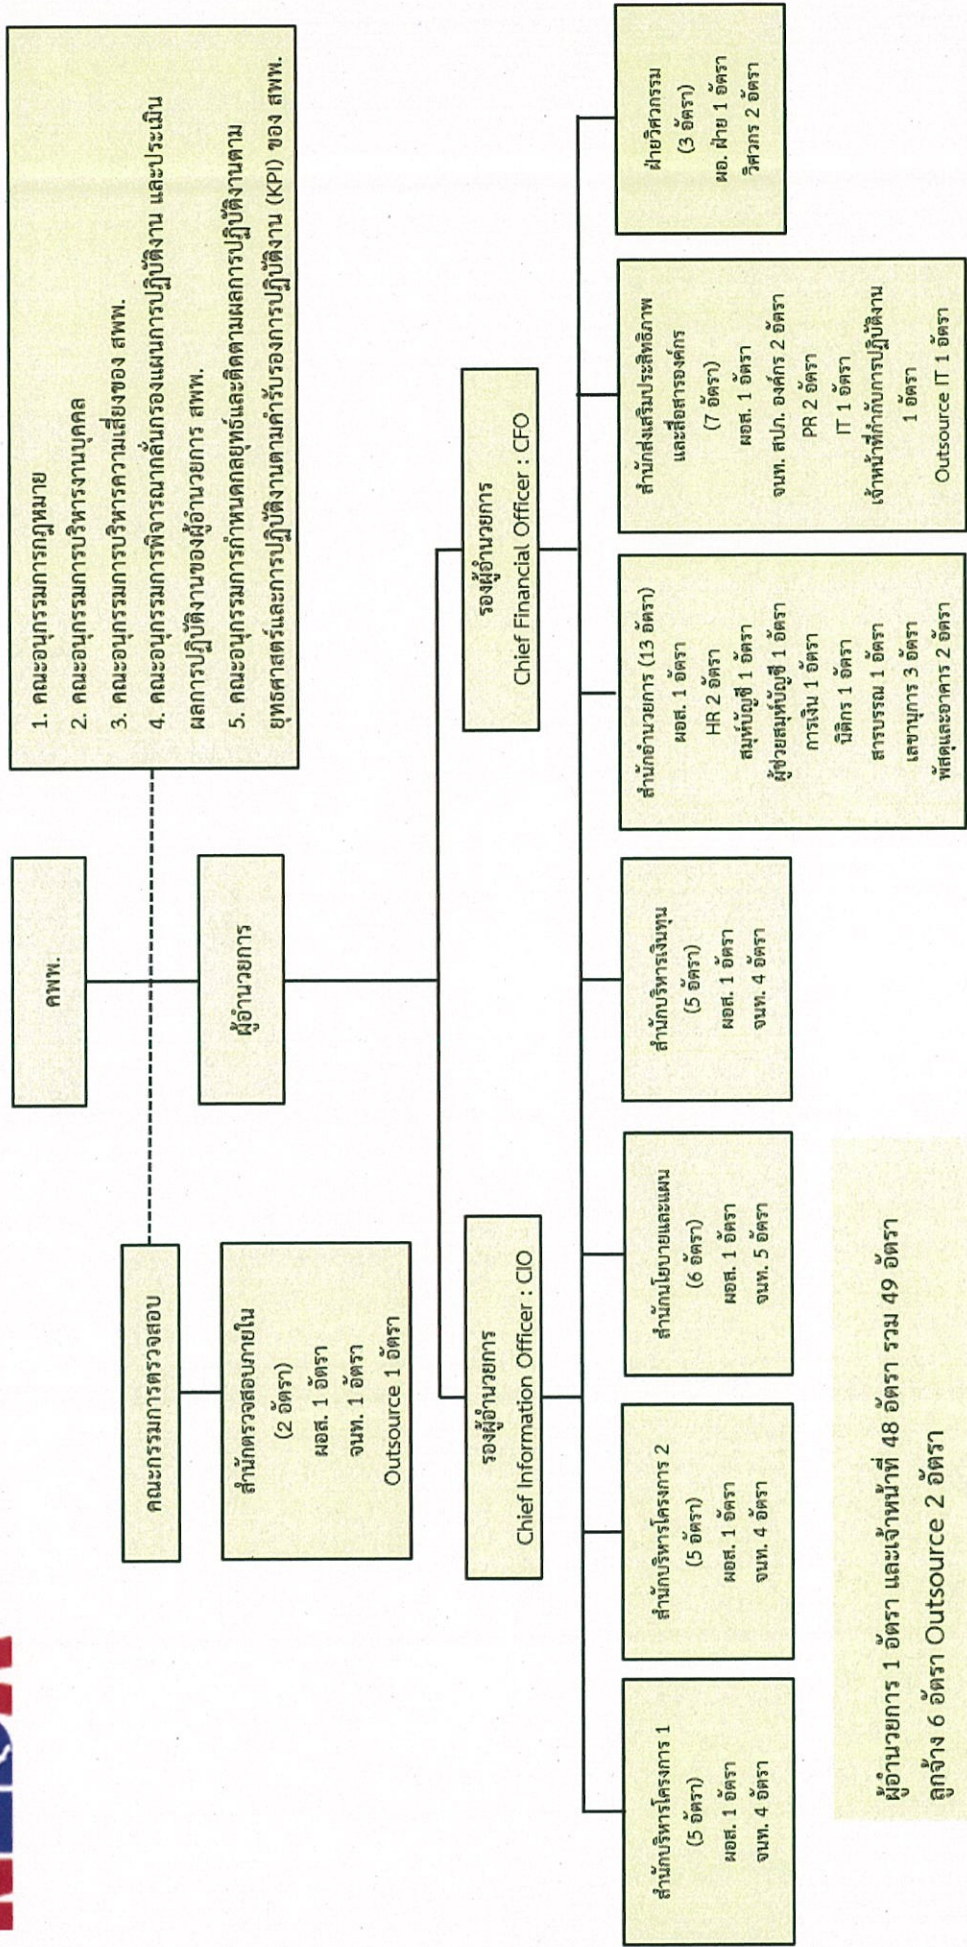 คพพ.
1. คณะอนุกรรมการกฎหมาย
2. คณะอนุกรรมการบริหารงานบุคคล
3. คณะอนุกรรมการบริหารความเสี่ยงของ สพพ.
4. คณะอนุกรรมการพิจารณากลั่นกรองแผนการปฏิบัติงาน และประเมิน
ผลการปฏิบัติงานของผู้อำนวยการ สพพ.
5. คณะอนุกรรมการกำหนดกลยุทธ์และติดตามผลการปฏิบัติงานตาม
ยุทธศาสตร์และการปฏิบัติงานตามคำรับรองการปฏิบัติงาน (KPI) ของ สพพ.
คณะกรรมการตรวจสอบ
ผู้อำนวยการ
สำนักตรวจสอบภายใน
(2 อัตรา)
ผอส. 1 อัตรา
จนท. 1 อัตรา
Outsource 1 อัตรา
รองผู้อำนวยการ
Chief Information Officer : CIO
รองผู้อำนวยการ
Chief Financial Officer : CFO
สำนักบริหารโครงการ 1
(5 อัตรา)
ผอส. 1 อัตรา
จนท. 4 อัตรา
สำนักบริหารโครงการ 2
(5 อัตรา)
ผอส. 1 อัตรา
จนท. 4 อัตรา
สำนักนโยบายและแผน
(6 อัตรา)
ผอส. 1 อัตรา
จนท. 5 อัตรา
สำนักบริหารเงินทุน
(5 อัตรา)
ผอส. 1 อัตรา
จนท. 4 อัตรา
สำนักอำนวยการ (13 อัตรา)
ผอส. 1 อัตรา
HR 2 อัตรา
สมุห์บัญชี 1 อัตรา
ผู้ช่วยสมุห์บัญชี 1 อัตรา
การเงิน 1 อัตรา
นิติกร 1 อัตรา
สารบรรณ 1 อัตรา
เลขานุการ 3 อัตรา
พัสดุและอาคาร 2 อัตรา
สำนักส่งเสริมประสิทธิภาพ
และสื่อสารองค์กร
(7 อัตรา)
ผอส. 1 อัตรา
จนท. สปภ. องค์กร 2 อัตรา
PR 2 อัตรา
IT 1 อัตรา
เจ้าหน้าที่กำกับการปฏิบัติงาน
1 อัตรา
Outsource IT 1 อัตรา
ฝ่ายวิศวกรรม
(3 อัตรา)
ผอ. ฝ่าย 1 อัตรา
วิศวกร 2 อัตรา
ผู้อำนวยการ 1 อัตรา และเจ้าหน้าที่ 48 อัตรา รวม 49 อัตรา
ลูกจ้าง 6 อัตรา Outsource 2 อัตรา